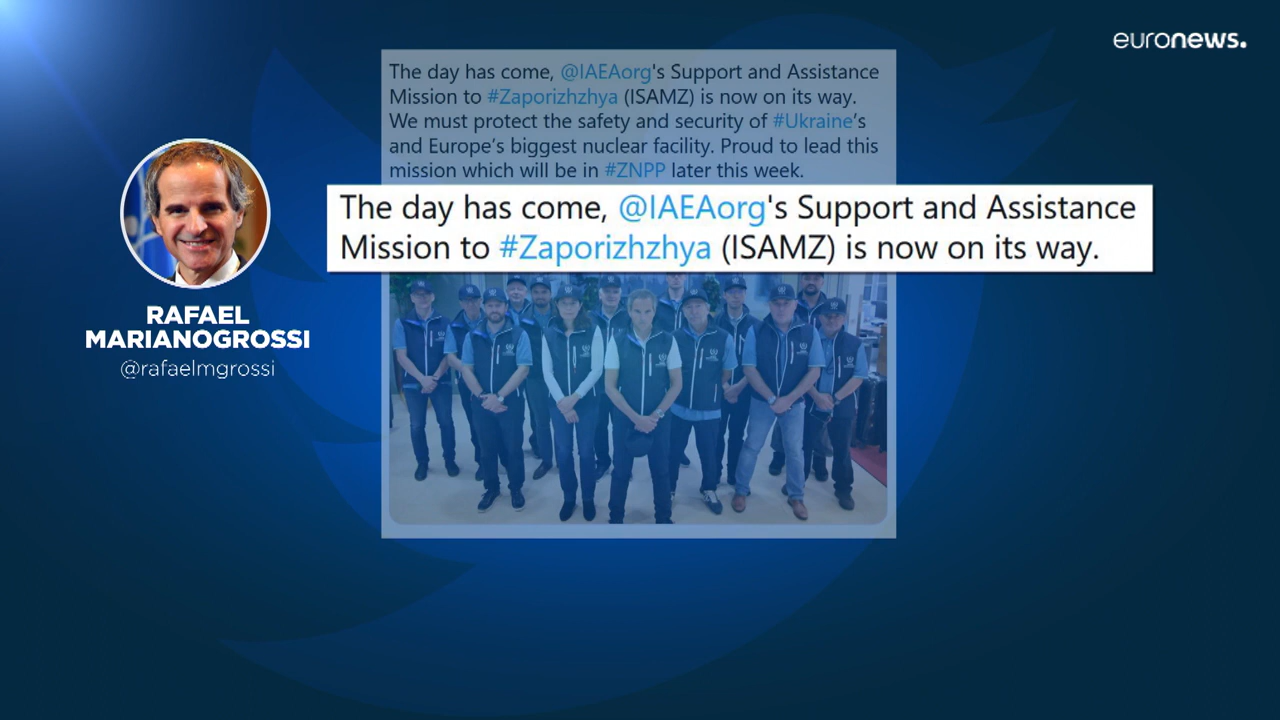 euronews.
The day has come, @IAEAorg's Support and Assistance
Mission to #Zaporizhzhya (ISAMZ) is now on its way.
We must protect the safety and security of #Ukraine's
and Europe's biggest nuclear facility. Proud to lead this
mission which will be in #ZNPP later this week.
The day has come, @IAEAorg's Support and Assistance
Mission to #Zaporizhzhya (ISAMZ) is now on its way.
RAFAEL
MARIANOGROSSI
@rafaelmgrossi